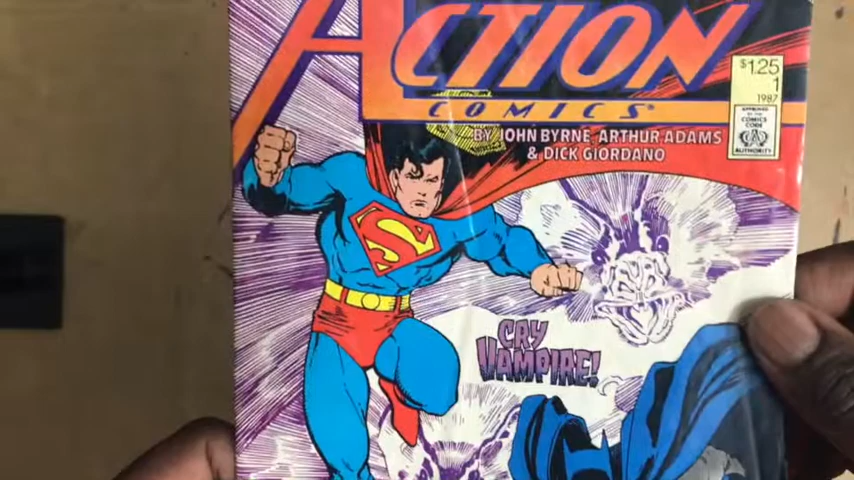 ACTION
COMICS®
$1.25
1
1987
APPROVED
BY THE
COMICS
CODE
AUTHORITY
BY JOHN BYRNE, ARTHUR ADAMS
& DICK GIORDANO
S
CRY
VAMPIRE!